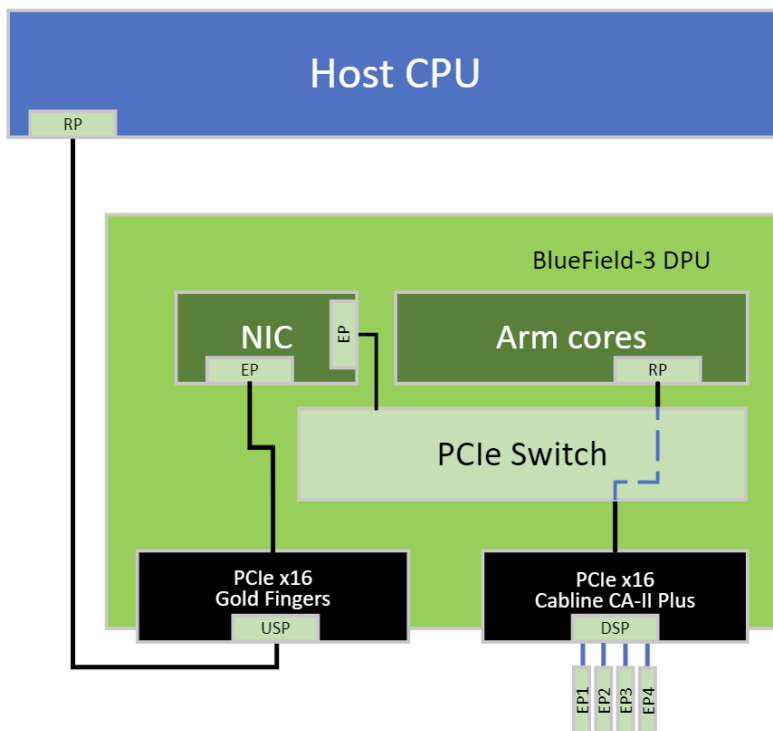 Host CPU
RP
BlueField-3 DPU
NIC
EP
EP
Arm cores
RP
PCIe Switch
PCIe x16
Gold Fingers
USP
PCIe x16
Cabline CA-II Plus
DSP
EP1
EP2
EP3
EP4